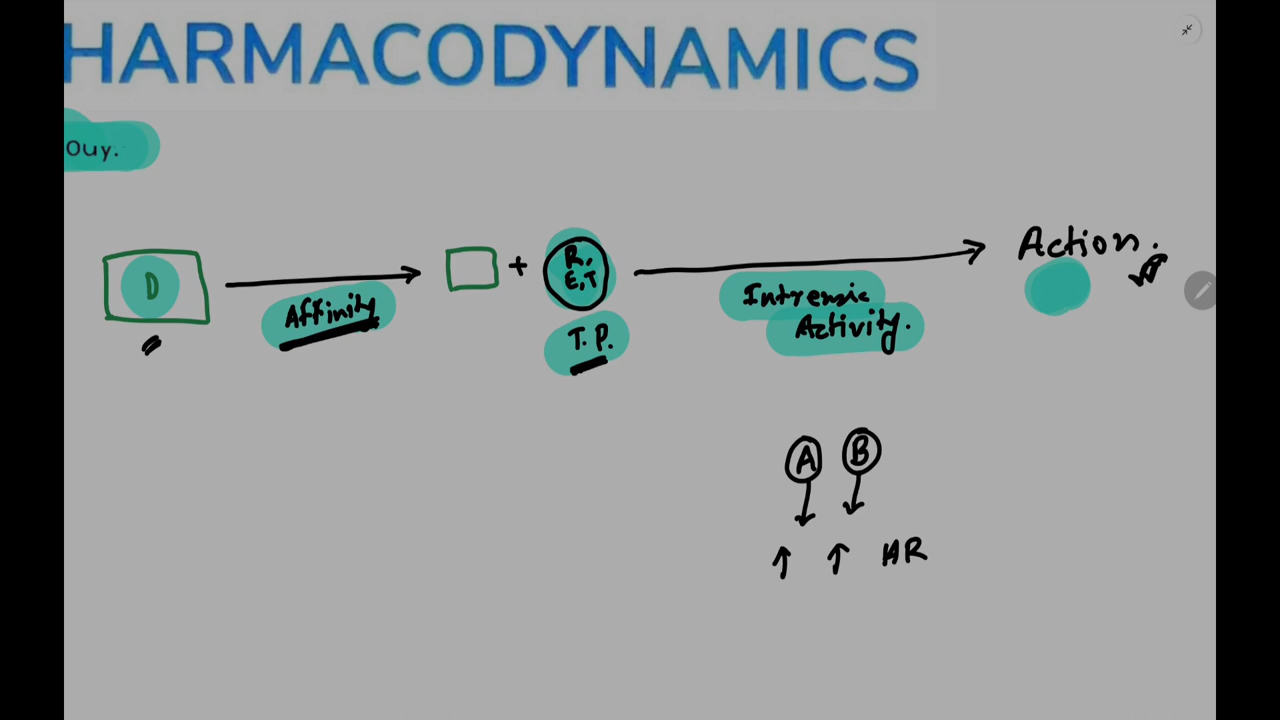 HARMACODYNAMICS
Ouy.
D
Affinity
+
R.
E,T
T.P.
Intrensic
Activity.
Action.
A B
↑ ↑ HR